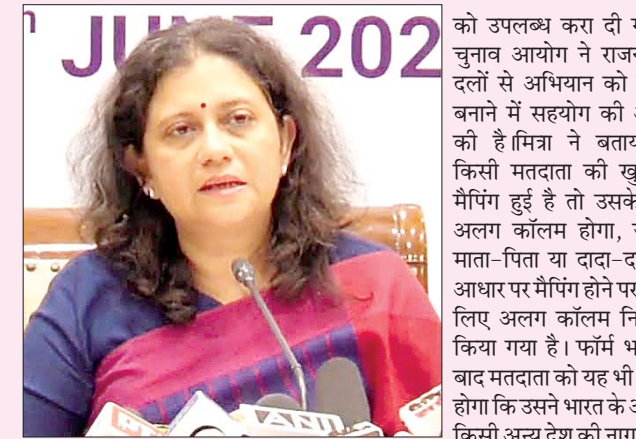 JUNE 202
ANI
को उपलब्ध करा दी
चुनाव आयोग ने
दलों से अभियान को
बनाने में सहयोग की
की है।मित्रा ने
किसी मतदाता की
मैपिंग हुई है तो उसके
अलग कॉलम होगा,
माता-पिता या
आधार पर मैपिंग होने पर
लिए अलग कॉलम
किया गया है। फॉर्म
बाद मतदाता को यह भी
होगा कि उसने भारत के
किसी अन्य देश की